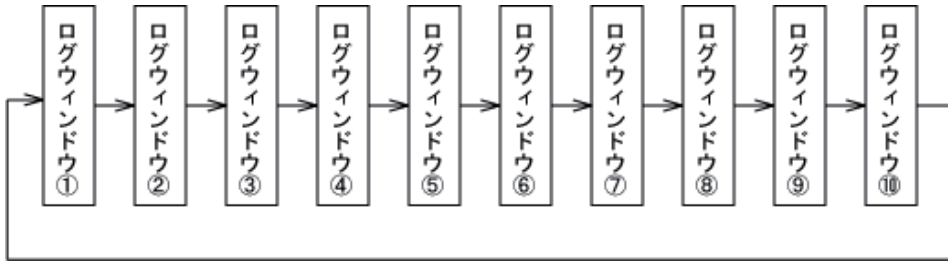 ログウィンドウ①
ログウィンドウ②
ログウィンドウ③
ログウィンドウ④
ログウィンドウ⑤
ログウィンドウ⑥
ログウィンドウ⑦
ログウィンドウ⑧
ログウィンドウ⑨
ログウィンドウ⑩